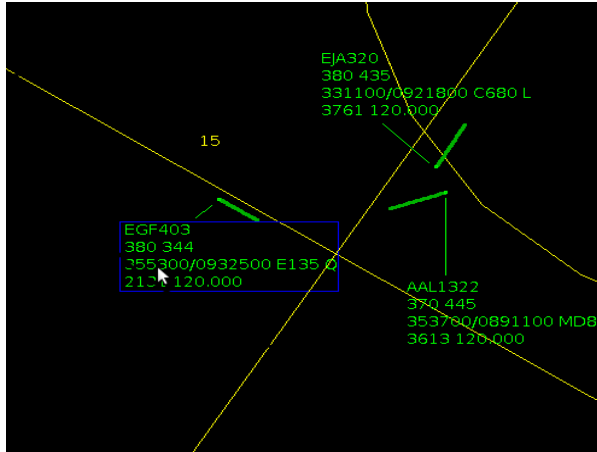 EJA320
380 435
331100/0921800 C680 L
3761 120.000
15
EGF403
380 344
355300/0932500 E135 Q
120.000
AAL1322
370 445
353700/0891100 MD8
3613 120.000